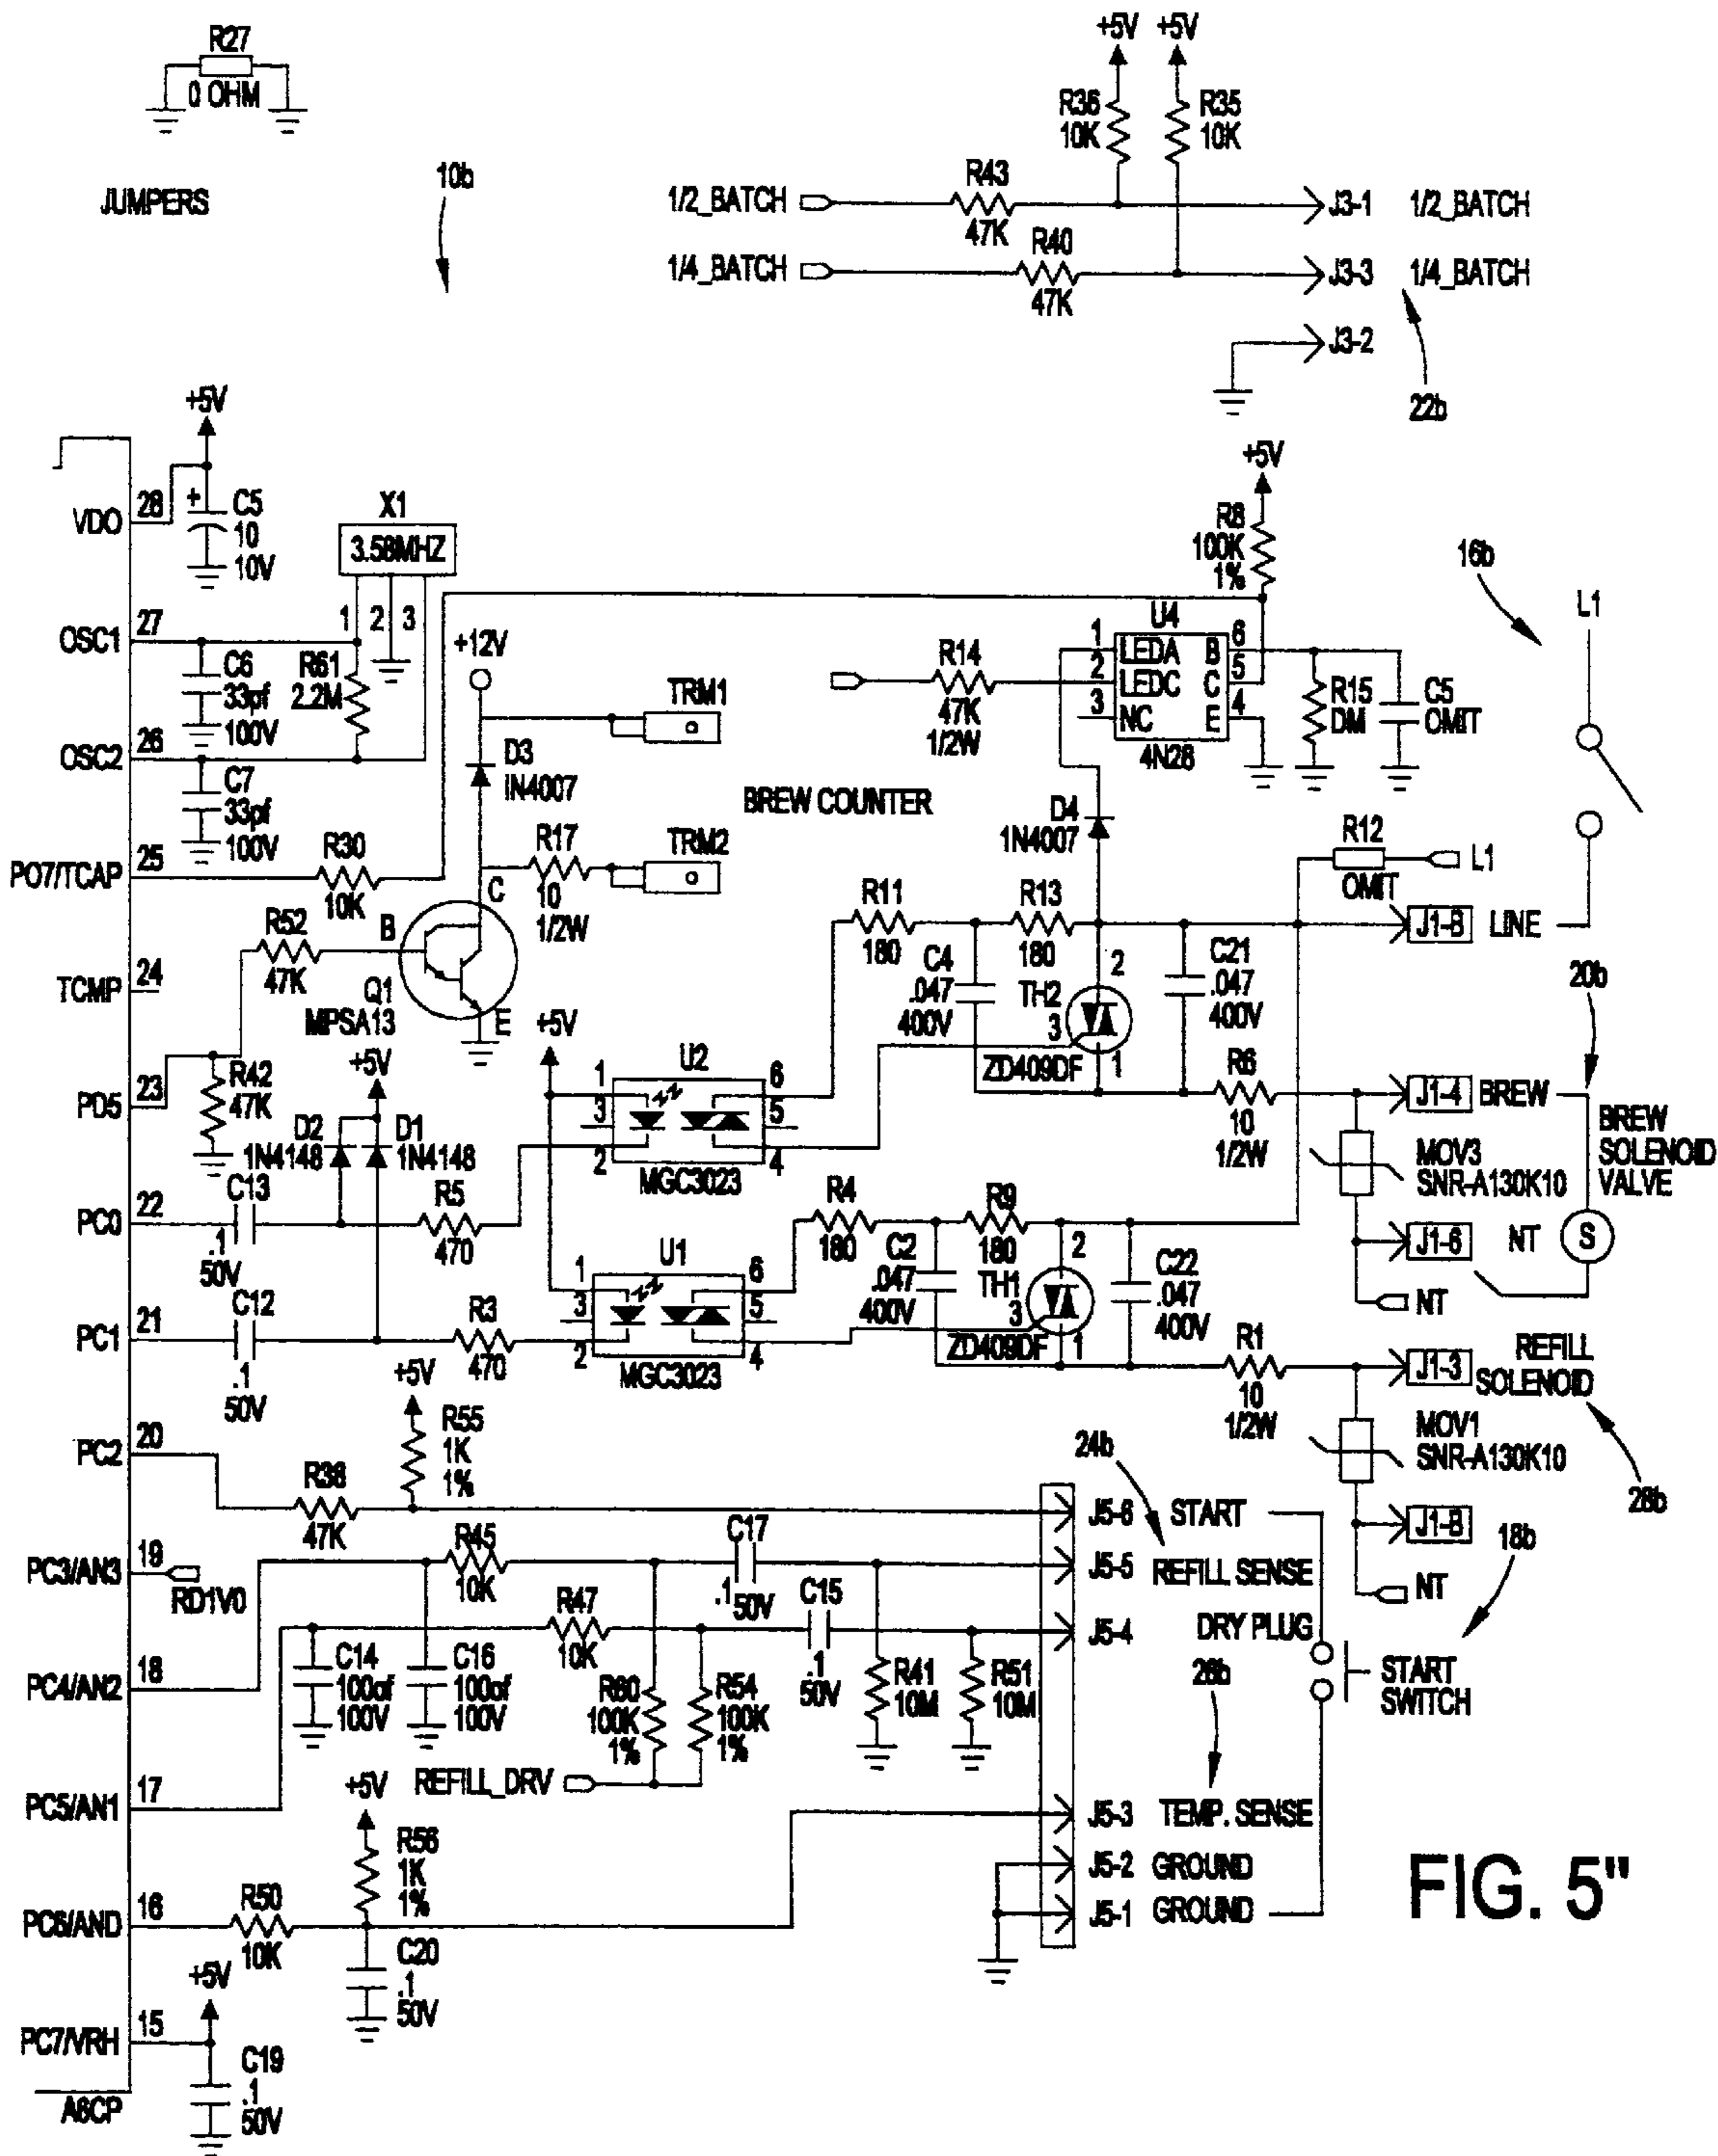 R27
0 OHM
JUMPERS
10b
+5V
+5V
R36
10K
R35
10K
1/2_BATCH
R43
47K
J3-1
1/2_BATCH
1/4_BATCH
R40
47K
J3-3
1/4_BATCH
J3-2
22b
+5V
VDO
28
+
C5
10
10V
X1
3.58MHZ
1
2
3
OSC1
27
C6
33pf
100V
R61
2.2M
OSC2
26
C7
33pf
100V
+12V
TRM1
D3
IN4007
BREW COUNTER
R17
10
1/2W
TRM2
PO7/TCAP
25
R30
10K
R52
47K
B
C
E
Q1
MPSA13
TCMP
24
PD5
23
R42
47K
+5V
R8
100K
1%
U4
1
2
3
LEDA
LEDC
NC
B
C
E
6
5
4
4N28
R14
47K
1/2W
R15
DM
C5
OMIT
16b
L1
D4
1N4007
R12
OMIT
L1
R11
180
R13
180
C4
.047
400V
TH2
2
3
1
ZD409DF
C21
.047
400V
J1-8
LINE
20b
R6
10
1/2W
J1-4
BREW
BREW
SOLENOID
VALVE
MOV3
SNR-A130K10
J1-6
NT
S
NT
+5V
U2
1
3
2
6
5
4
MGC3023
+5V
D2
1N4148
D1
1N4148
PC0
22
C13
.1
50V
R5
470
U1
1
3
2
6
5
4
MGC3023
R4
180
R9
180
C2
.047
400V
TH1
2
3
1
ZD409DF
C22
.047
400V
PC1
21
C12
.1
50V
R3
470
R1
10
1/2W
J1-3
REFILL
SOLENOID
MOV1
SNR-A130K10
28b
J1-8
NT
18b
+5V
R55
1K
1%
PC2
20
R38
47K
24b
J5-6
START
PC3/AN3
19
RD1V0
R45
10K
C17
.1
50V
J5-5
REFILL SENSE
R47
10K
C15
.1
50V
J5-4
DRY PLUG
PC4/AN2
18
C14
100of
100V
C16
100of
100V
R60
100K
1%
R54
100K
1%
R41
10M
R51
10M
26b
START
SWITCH
REFILL_DRV
PC5/AN1
17
+5V
R56
1K
1%
J5-3
TEMP. SENSE
J5-2
GROUND
J5-1
GROUND
PC6/AND
16
R50
10K
C20
.1
50V
+5V
PC7/VRH
15
C19
.1
50V
A6CP
FIG. 5"